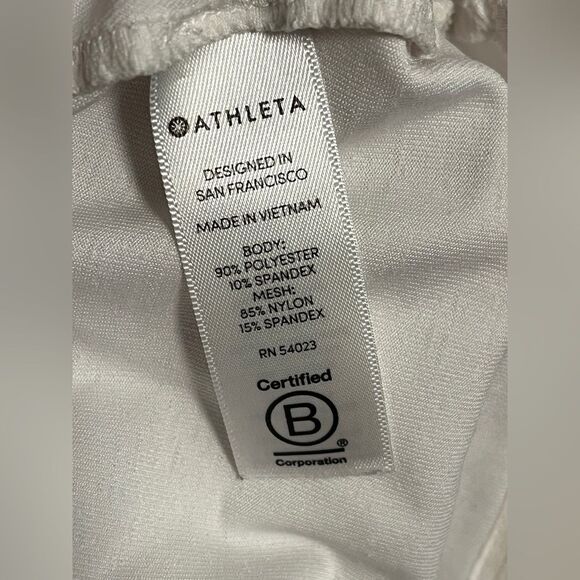 ATHLETA
DESIGNED IN
SAN FRANCISCO
MADE IN VIETNAM
BODY:
90% POLYESTER
10% SPANDEX
MESH:
85% NYLON
15% SPANDEX
RN 54023
Certified
B
®
Corporation